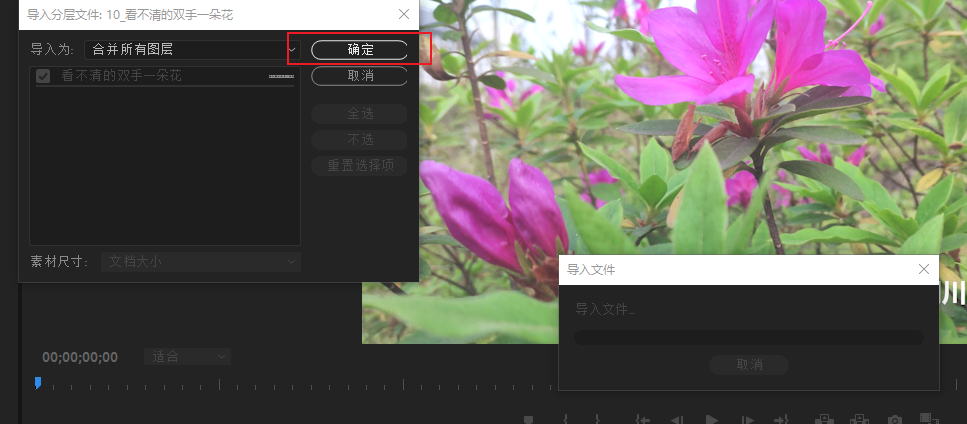 导入分层文件: 10_看不清的双手一朵花
导入为: 合并所有图层
确定
看不清的双手一朵花
取消
全选
不选
重置选择项
素材尺寸: 文档大小
导入文件
导入文件_
取消
川
00;00;00;00
适合